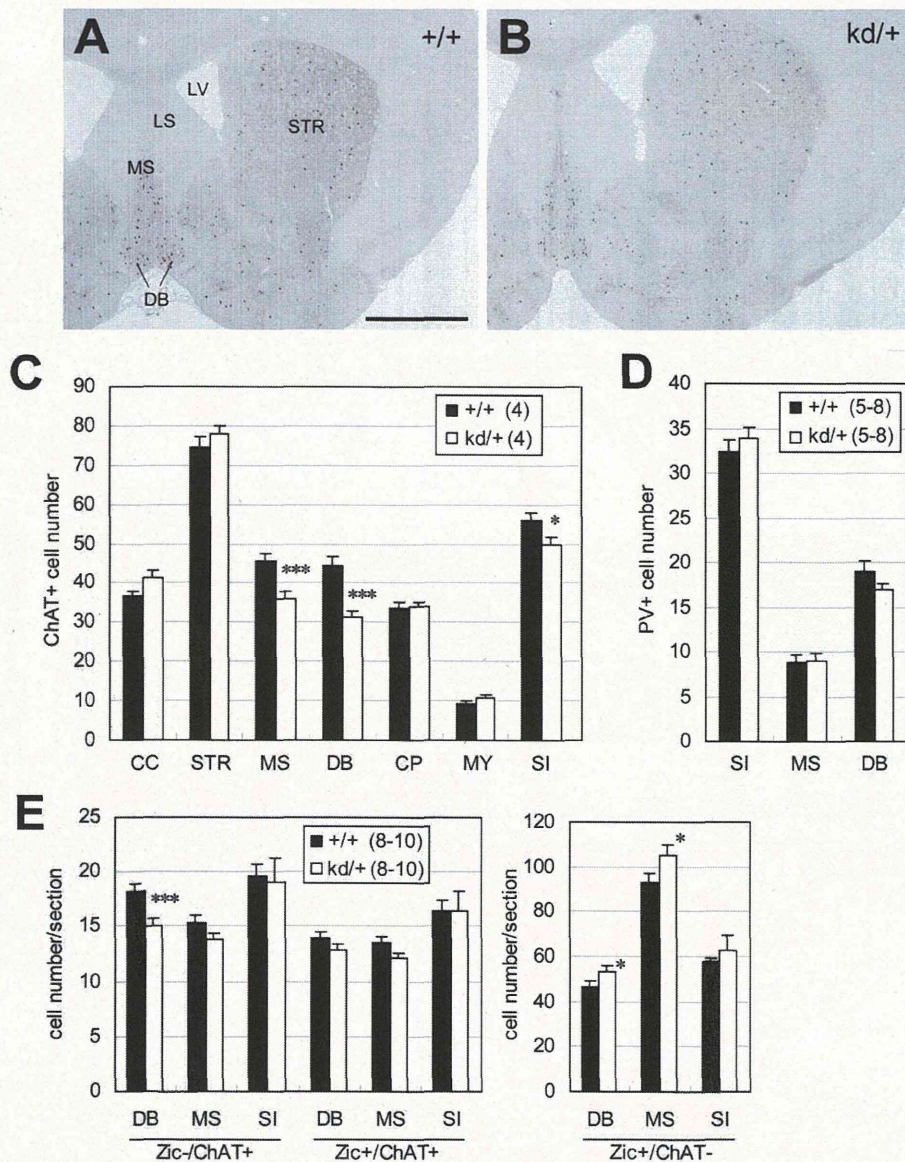 A
+/+
LV
LS
STR
MS
DB
B
kd/+
C
ChAT+ cell number
90
80
70
60
50
40
30
20
10
0
+/+ (4)
kd/+ (4)
***
***
*
CC STR MS DB CP MY SI
D
PV+ cell number
40
35
30
25
20
15
10
5
0
+/+ (5-8)
kd/+ (5-8)
SI MS DB
E
cell number/section
25
20
15
10
5
0
+/+ (8-10)
kd/+ (8-10)
***
DB MS SI DB MS SI
Zic-/ChAT+ Zic+/ChAT+
cell number/section
120
100
80
60
40
20
0
*
*
DB MS SI
Zic+/ChAT-